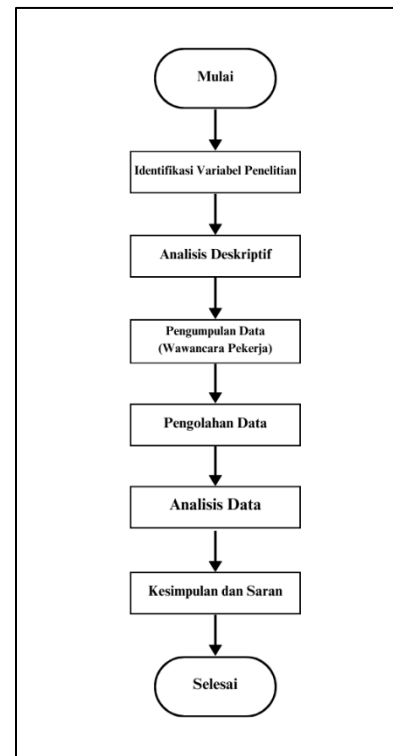 Mulai
Identifikasi Variabel Penelitian
Analisis Deskriptif
Pengumpulan Data
(Wawancara Pekerja)
Pengolahan Data
Analisis Data
Kesimpulan dan Saran
Selesai